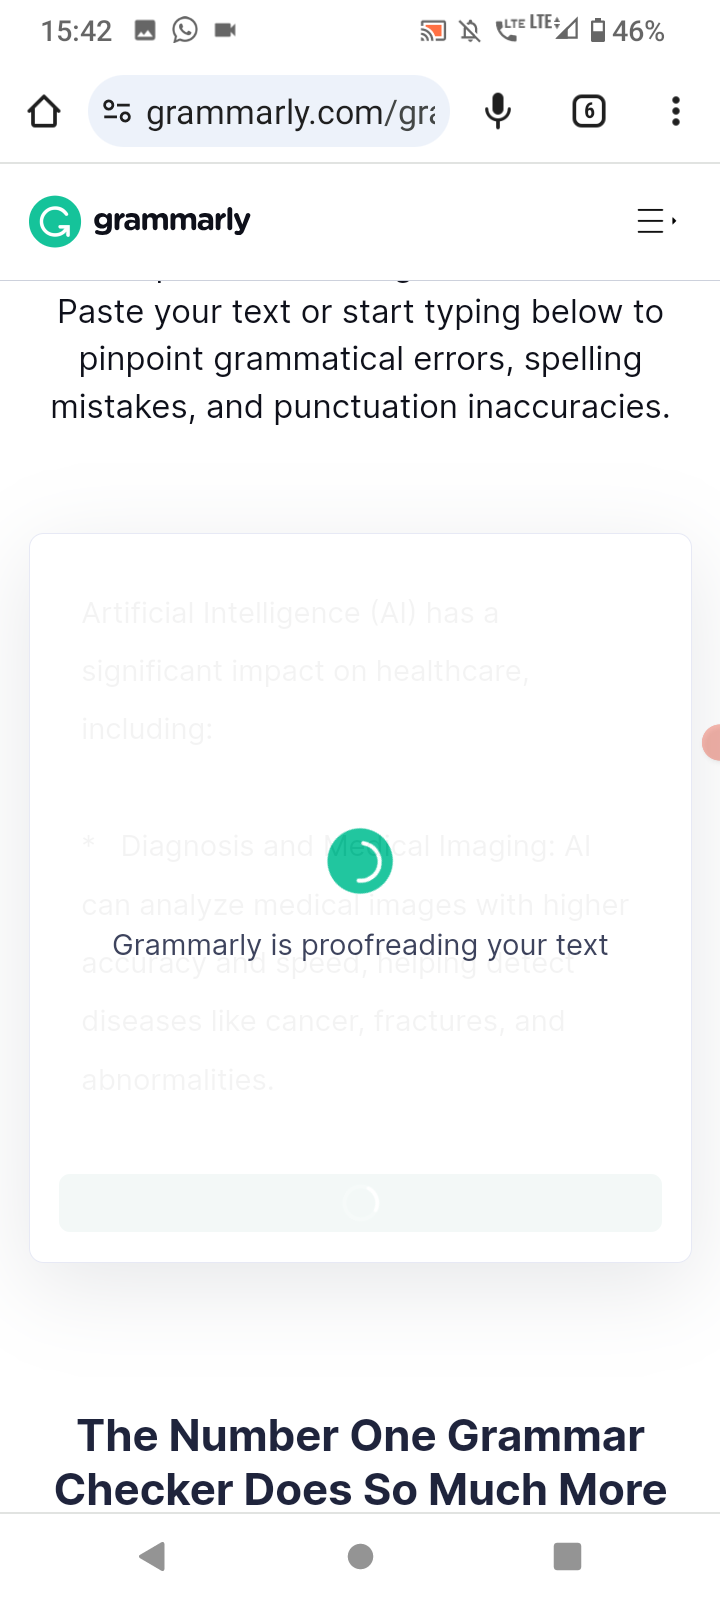 15:42 LTE LTE 46%
grammarly.com/gra 6
grammarly
Paste your text or start typing below to
pinpoint grammatical errors, spelling
mistakes, and punctuation inaccuracies.
Artificial Intelligence (AI) has a
significant impact on healthcare,
including:
* Diagnosis and Medical Imaging: AI
can analyze medical images with higher
Grammarly is proofreading your text
accuracy and speed, helping detect
diseases like cancer, fractures, and
abnormalities.
The Number One Grammar
Checker Does So Much More